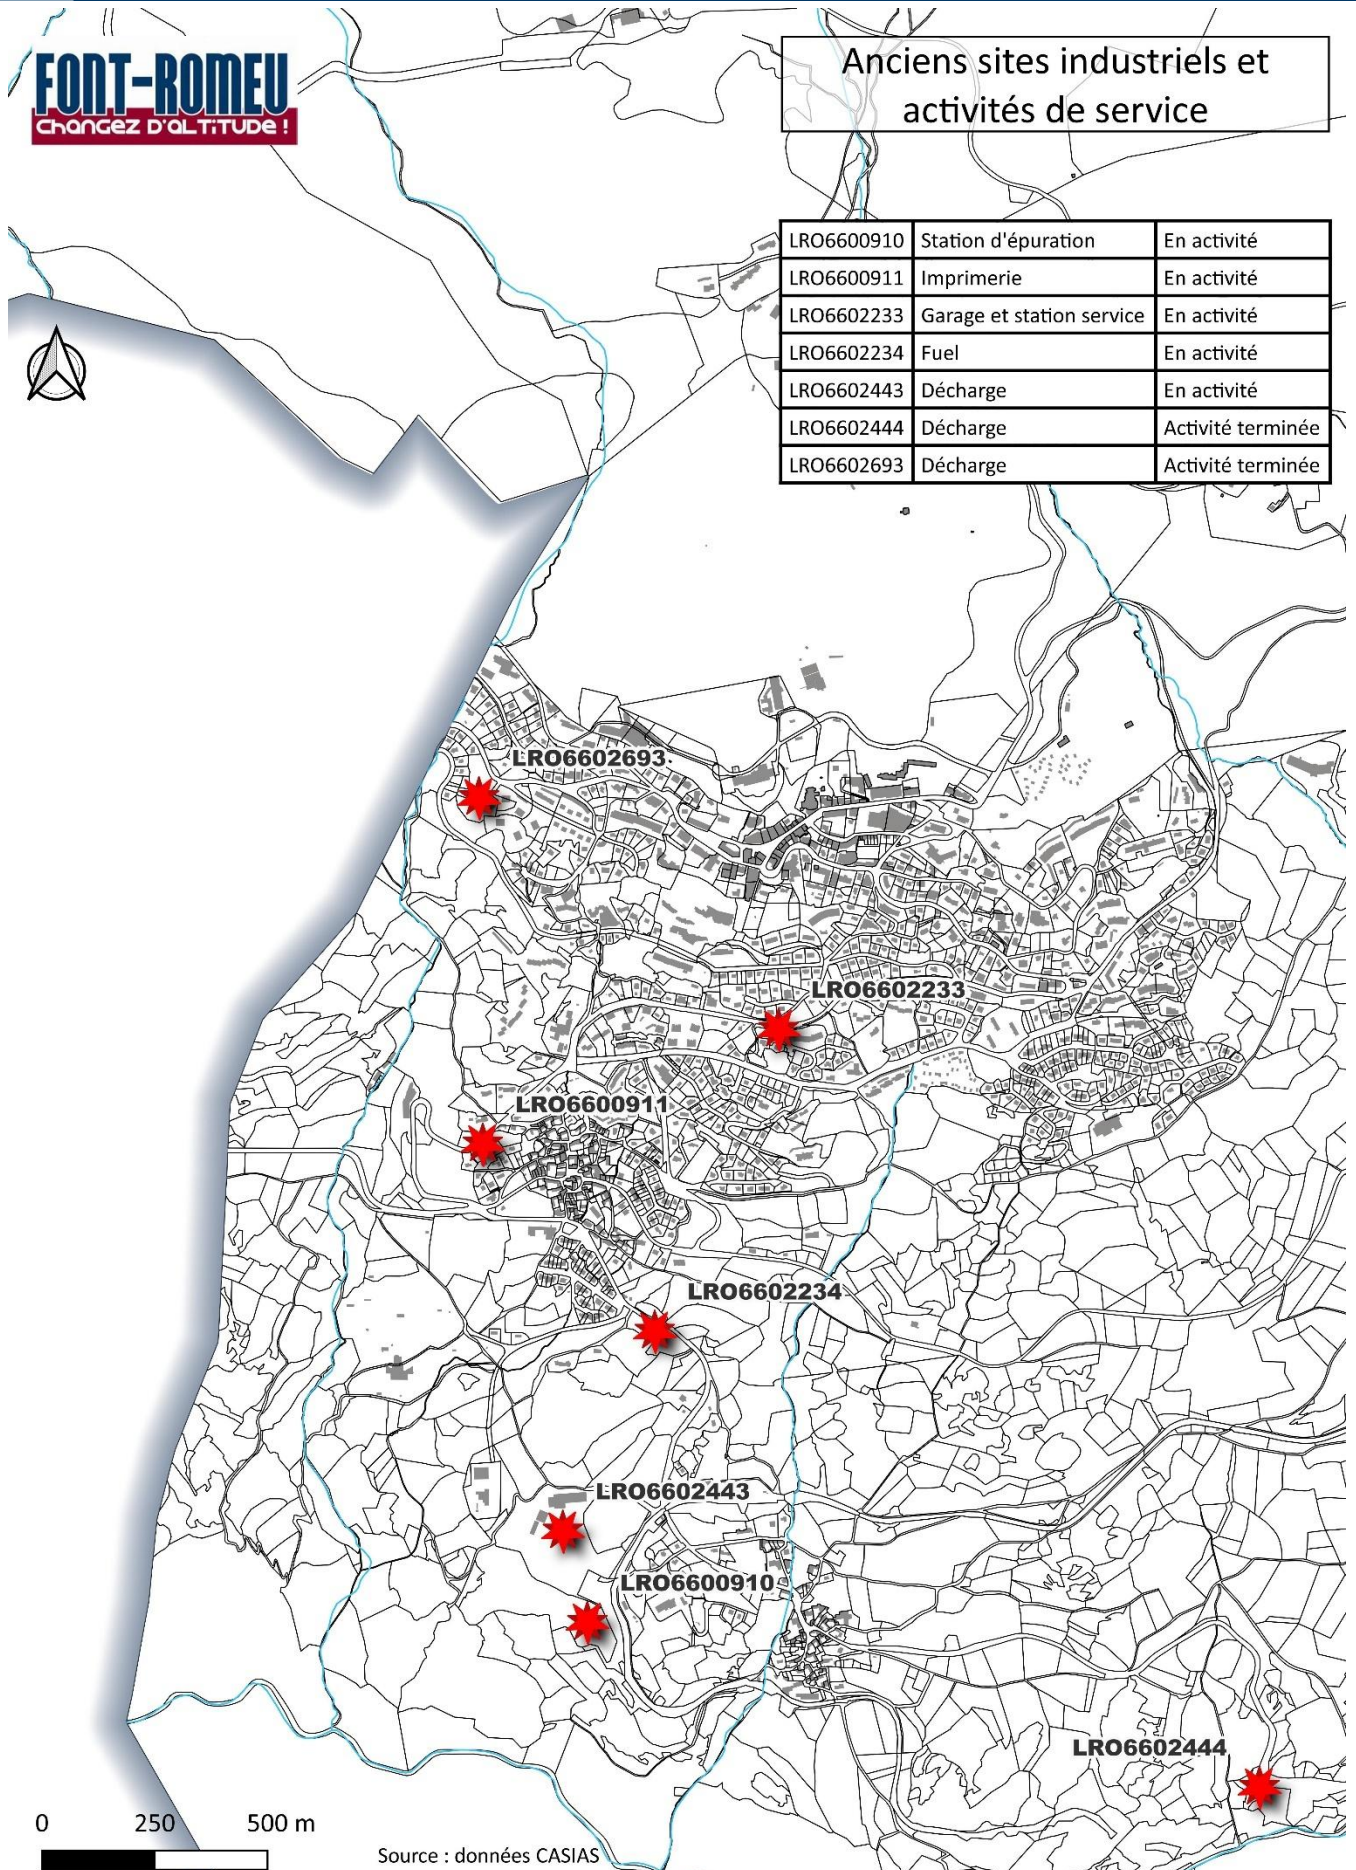 FONT-ROMEU
CHANGEZ D'ALTITUDE !
Anciens sites industriels et
activités de service
LRO6600910 Station d'épuration En activité
LRO6600911 Imprimerie En activité
LRO6602233 Garage et station service En activité
LRO6602234 Fuel En activité
LRO6602443 Décharge En activité
LRO6602444 Décharge Activité terminée
LRO6602693 Décharge Activité terminée
LRO6602693
LRO6602233
LRO6600911
LRO6602234
LRO6602443
LRO6600910
LRO6602444
0 250 500 m
Source : données CASIAS